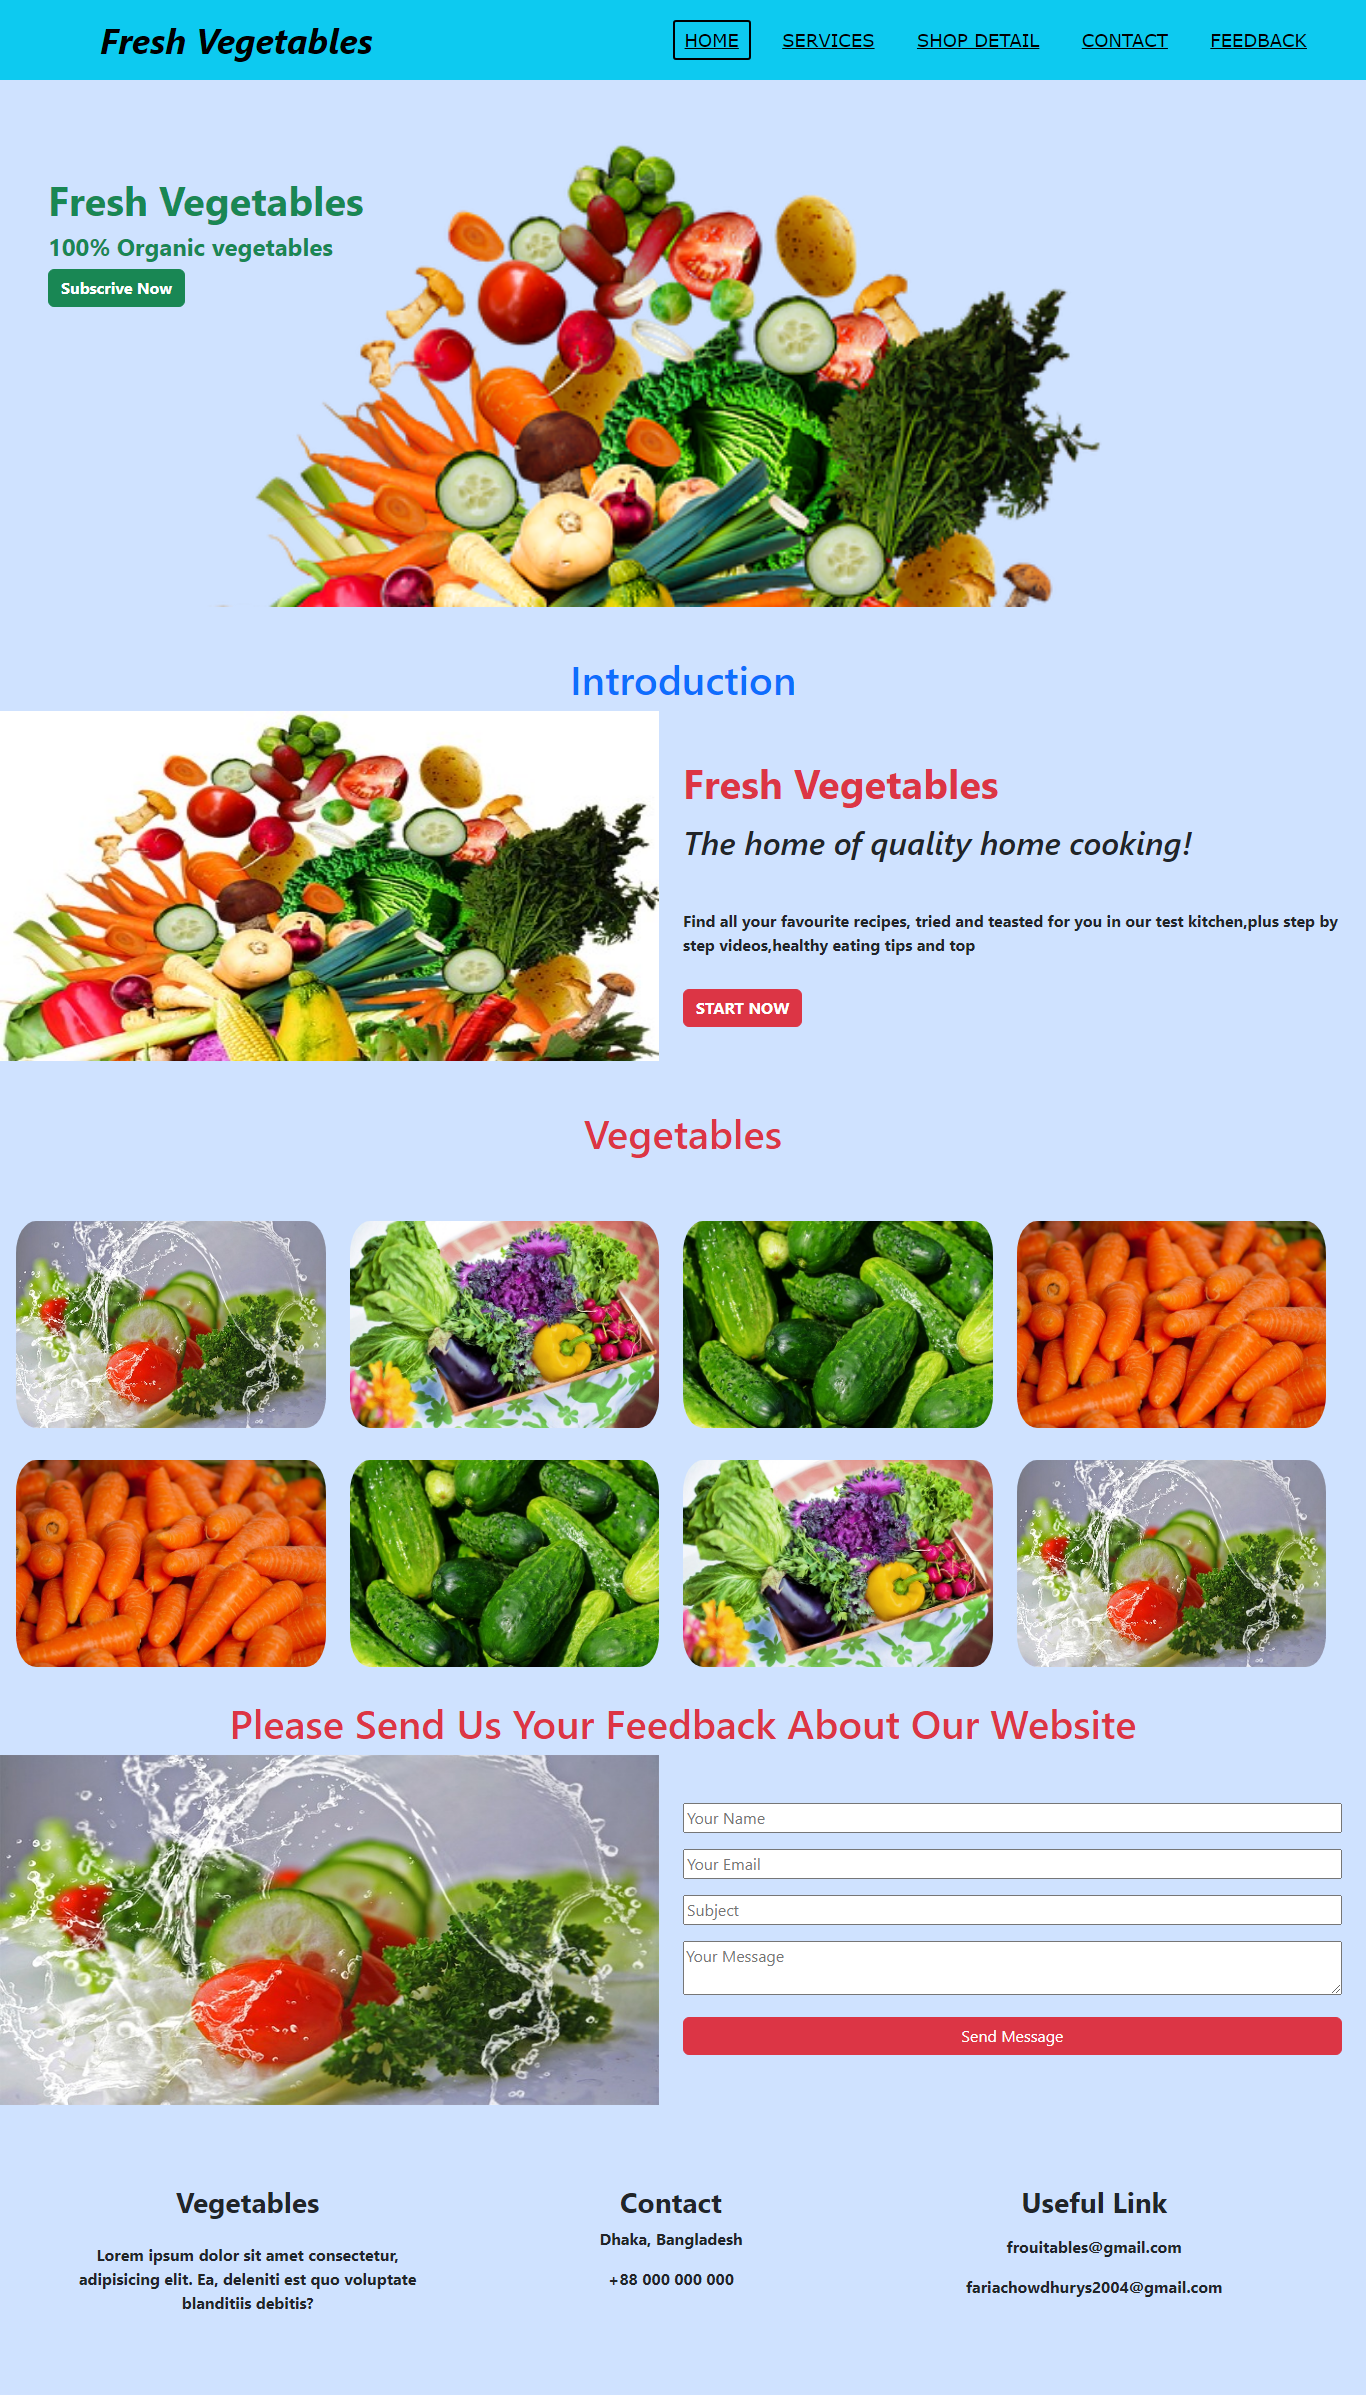 Fresh Vegetables
HOME
SERVICES
SHOP DETAIL
CONTACT
FEEDBACK
Fresh Vegetables
100% Organic vegetables
Subscrive Now
Introduction
Fresh Vegetables
The home of quality home cooking!
Find all your favourite recipes, tried and teasted for you in our test kitchen,plus step by
step videos,healthy eating tips and top
START NOW
Vegetables
Please Send Us Your Feedback About Our Website
Your Name
Your Email
Subject
Your Message
Send Message
Vegetables
Lorem ipsum dolor sit amet consectetur,
adipisicing elit. Ea, deleniti est quo voluptate
blanditiis debitis?
Contact
Dhaka, Bangladesh
+88 000 000 000
Useful Link
frouitables@gmail.com
fariachowdhurys2004@gmail.com